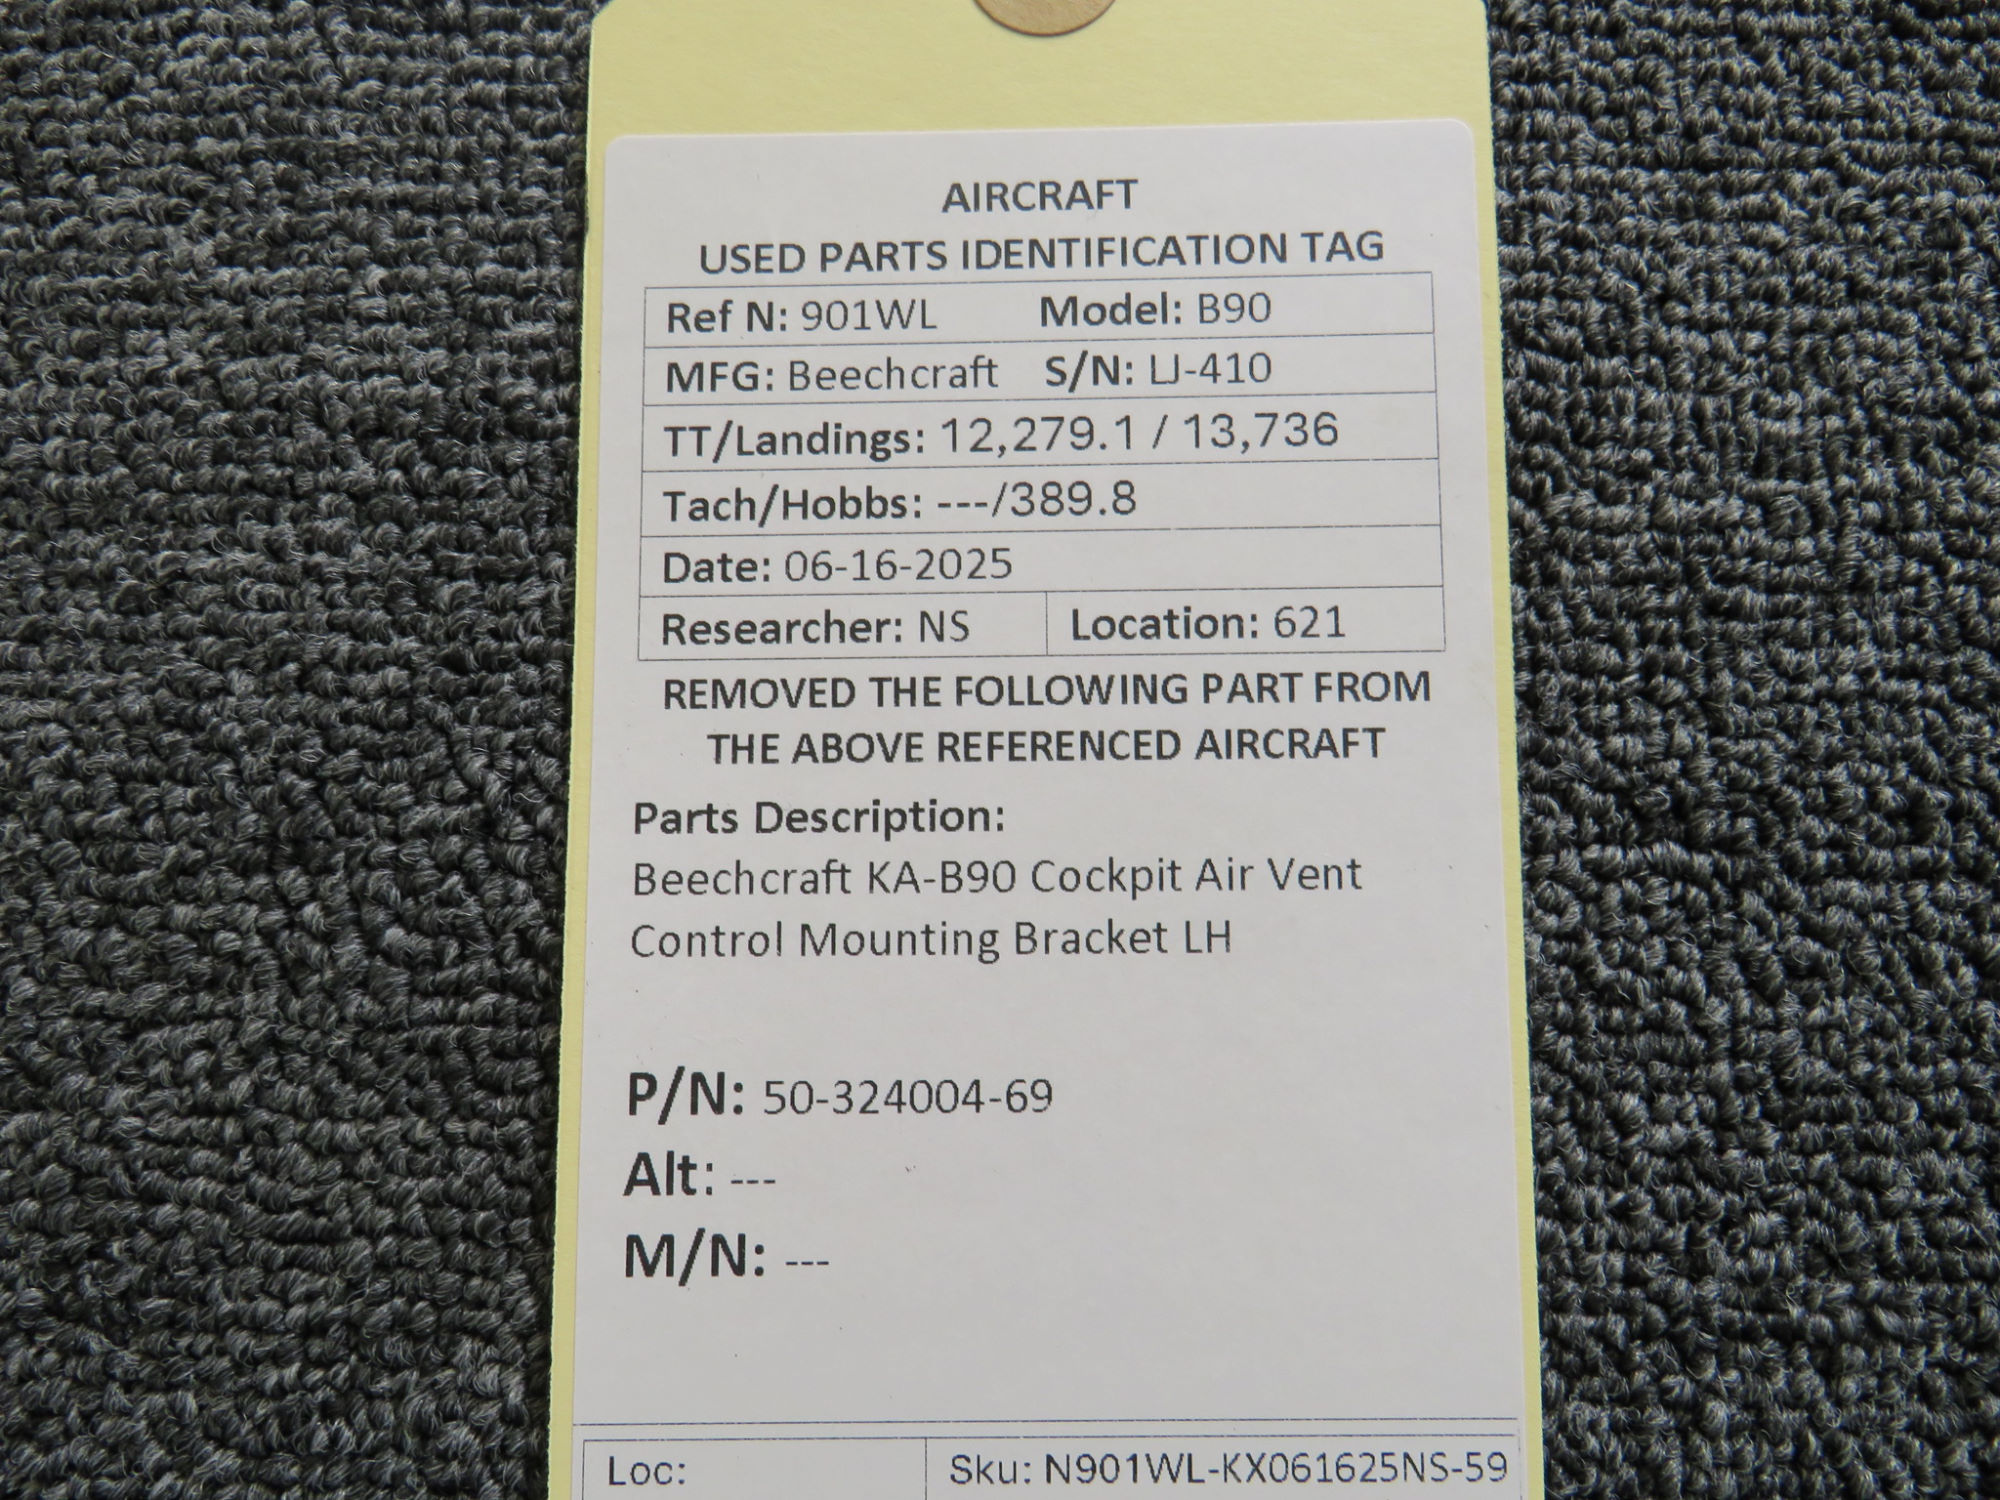 AIRCRAFT
USED PARTS IDENTIFICATION TAG
Ref N: 901WL Model: B90
MFG: Beechcraft S/N: LJ-410
TT/Landings: 12,279.1 / 13,736
Tach/Hobbs: ---/389.8
Date: 06-16-2025
Researcher: NS Location: 621
REMOVED THE FOLLOWING PART FROM
THE ABOVE REFERENCED AIRCRAFT
Parts Description:
Beechcraft KA-B90 Cockpit Air Vent
Control Mounting Bracket LH
P/N: 50-324004-69
Alt: ---
M/N: ---
Loc: Sku: N901WL-KX061625NS-59